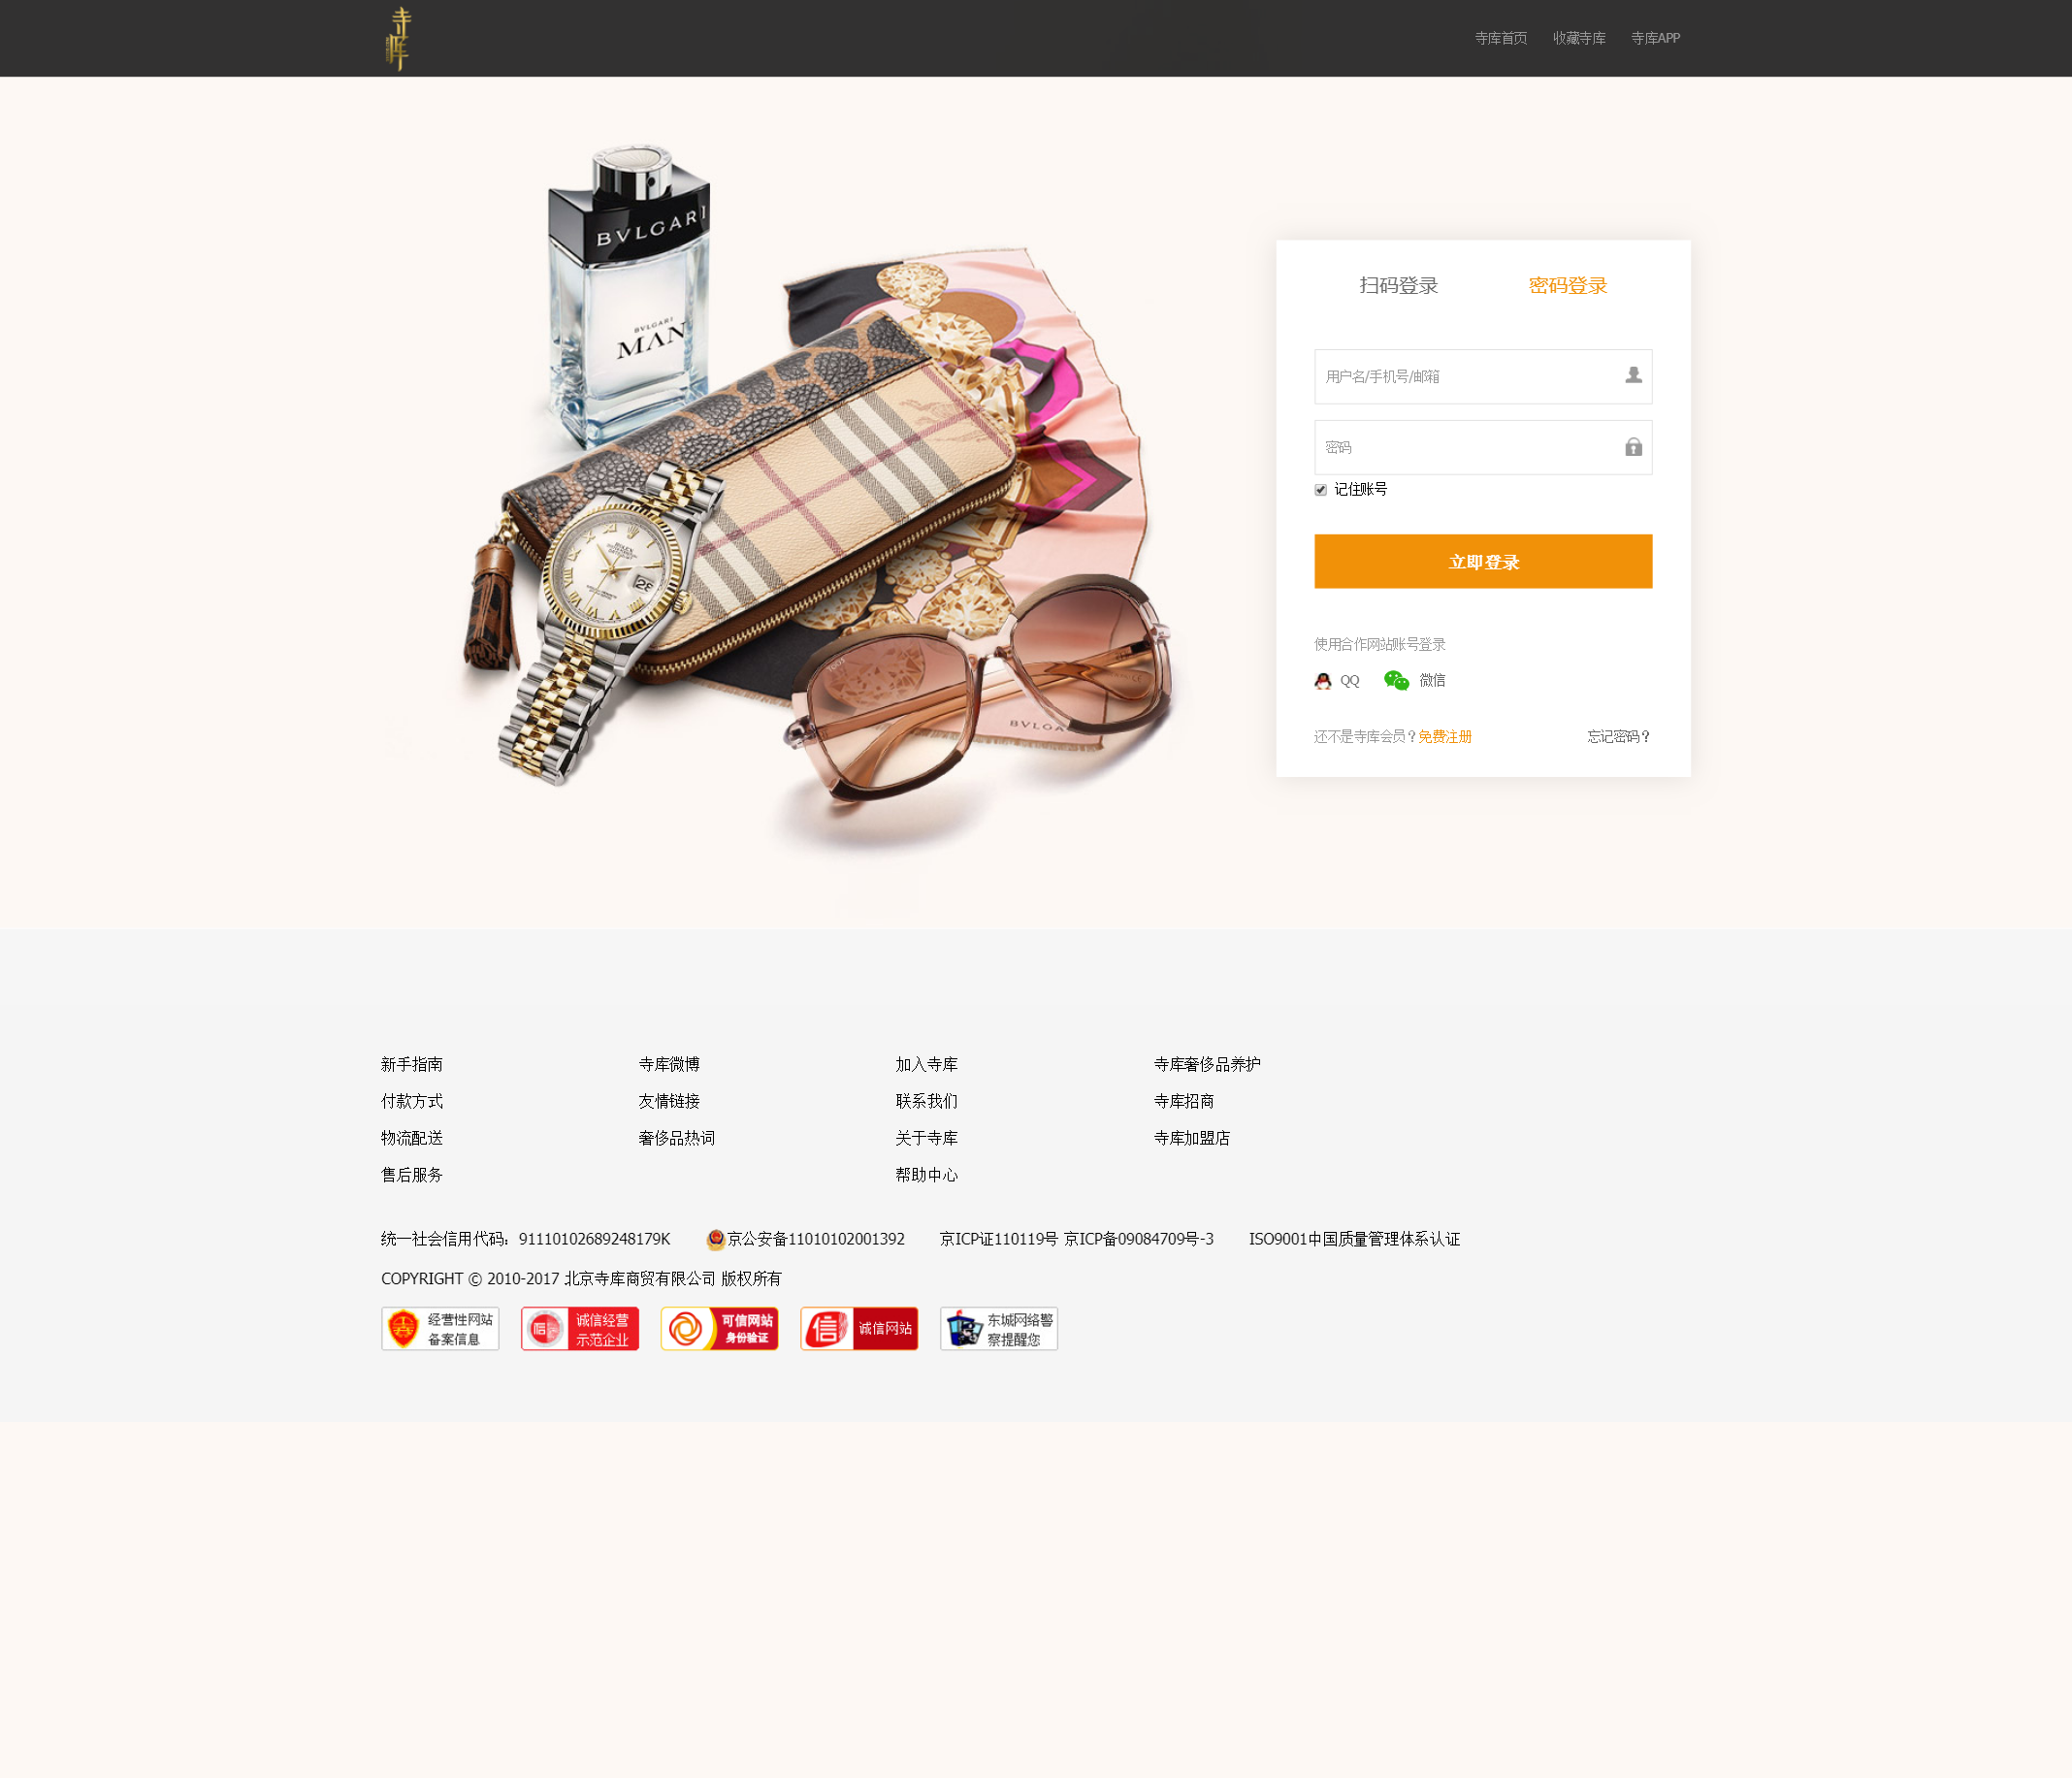 寺库
寺库首页 收藏寺库 寺库APP
BVLGARI
BVLGARI
MAN
ROLEX
28
BVLGA
扫码登录 密码登录
用户名/手机号/邮箱
密码
记住账号
立即登录
使用合作网站账号登录
QQ 微信
还不是寺库会员？免费注册 忘记密码？
新手指南 寺库微博 加入寺库 寺库奢侈品养护
付款方式 友情链接 联系我们 寺库招商
物流配送 奢侈品热词 关于寺库 寺库加盟店
售后服务 帮助中心
统一社会信用代码：91110102689248179K 京公安备11010102001392 京ICP证110119号 京ICP备09084709号-3 ISO9001中国质量管理体系认证
COPYRIGHT © 2010-2017 北京寺库商贸有限公司 版权所有
经营性网站 诚信经营 可信网站 信 诚信网站 东城网络警
备案信息 示范企业 身份验证 察提醒您